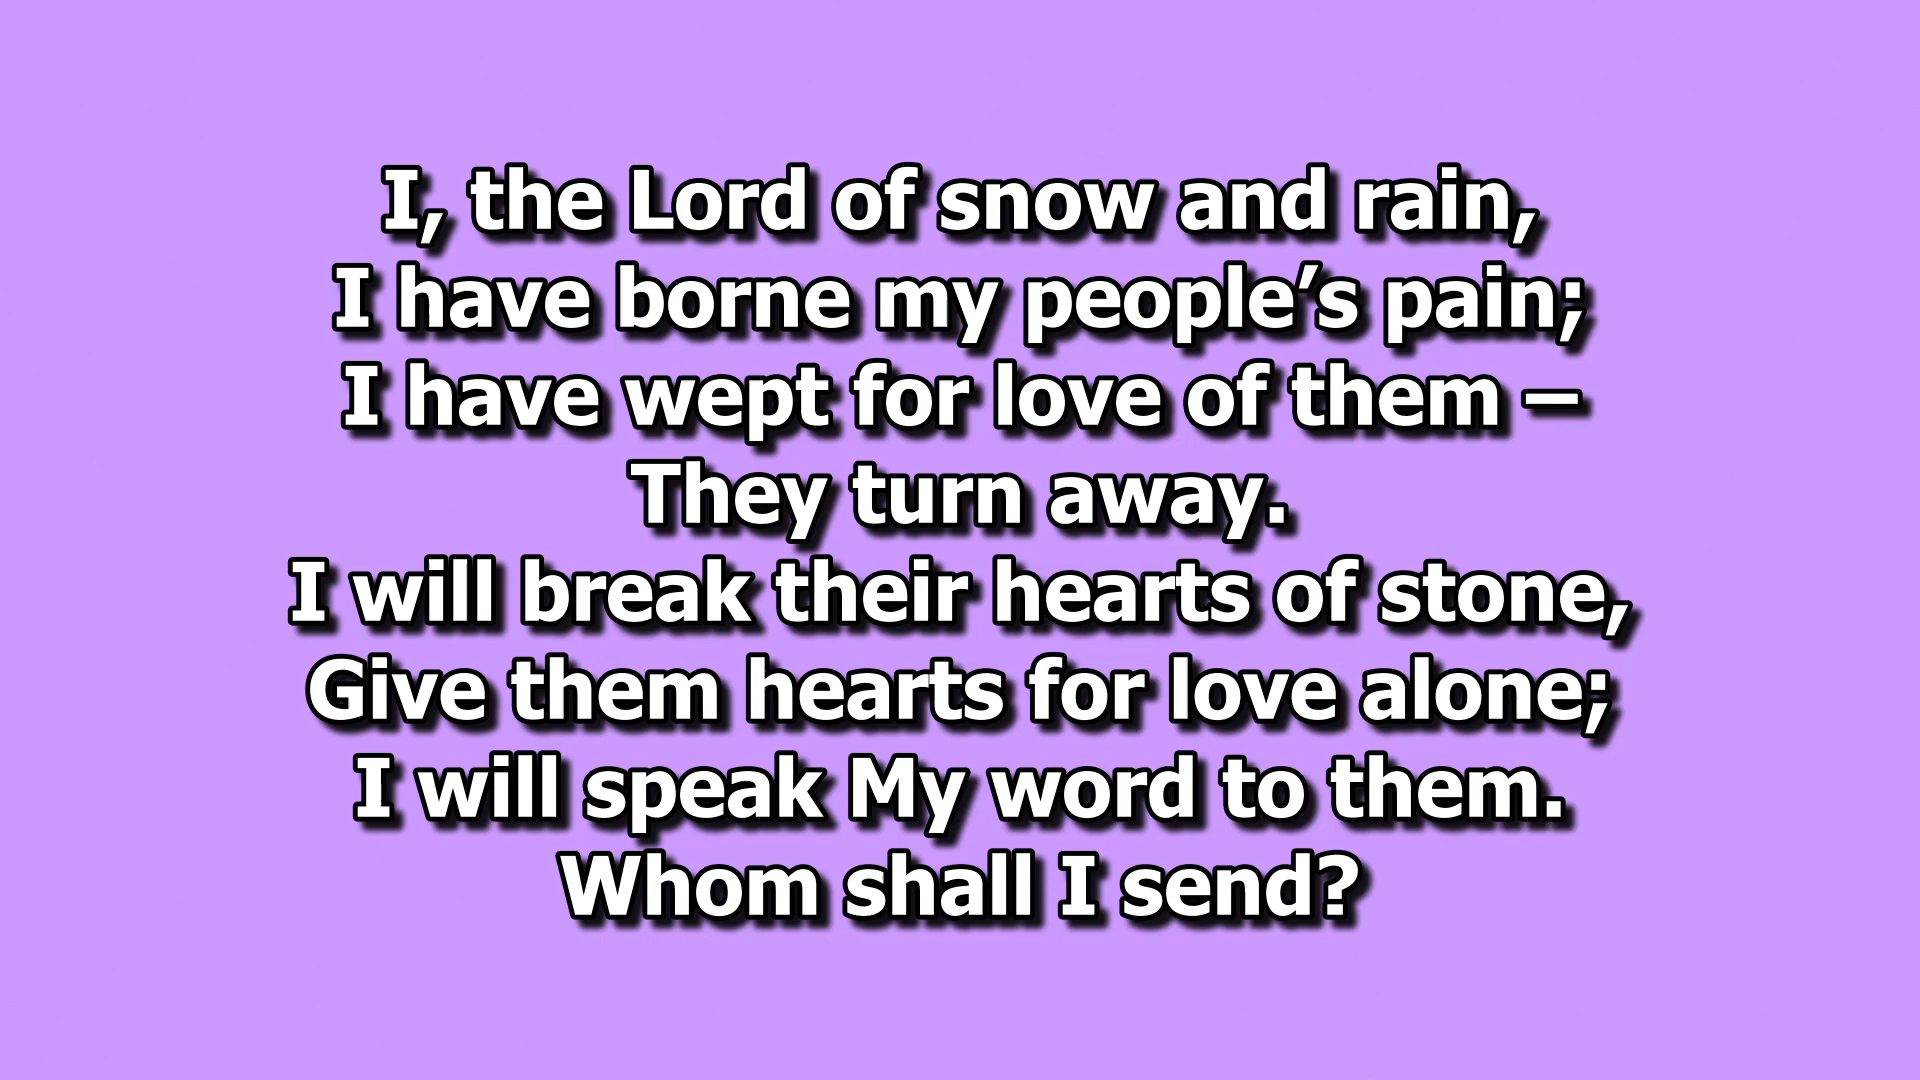 I, the Lord of snow and rain,
I have borne my people’s pain;
I have wept for love of them –
They turn away.
I will break their hearts of stone,
Give them hearts for love alone;
I will speak My word to them.
Whom shall I send?